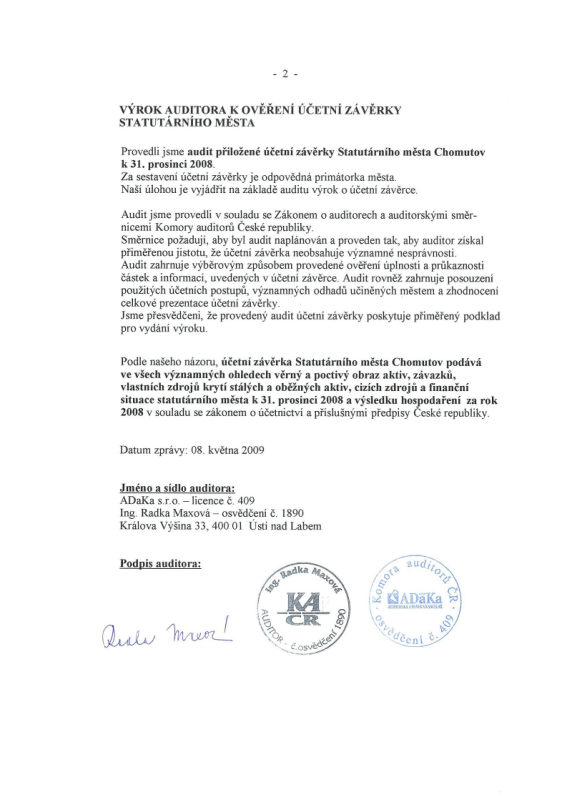 - 2 -
VÝROK AUDITORA K OVĚŘENÍ ÚČETNÍ ZÁVĚRKY
STATUTÁRNÍHO MĚSTA
Provedli jsme audit přiložené účetní závěrky Statutárního města Chomutov
k 31. prosinci 2008.
Za sestavení účetní závěrky je odpovědná primátorka města.
Naší úlohou je vyjádřit na základě auditu výrok o účetní závěrce.
Audit jsme provedli v souladu se Zákonem o auditorech a auditorskými směr-
nicemi Komory auditorů České republiky.
Směrnice požadují, aby byl audit naplánován a proveden tak, aby auditor získal
přiměřenou jistotu, že účetní závěrka neobsahuje významné nesprávnosti.
Audit zahrnuje výběrovým způsobem provedené ověření úplnosti a průkaznosti
částek a informací, uvedených v účetní závěrce. Audit rovněž zahrnuje posouzení
použitých účetních postupů, významných odhadů učiněných městem a zhodnocení
celkové prezentace účetní závěrky.
Jsme přesvědčeni, že provedený audit účetní závěrky poskytuje přiměřený podklad
pro vydání výroku.
Podle našeho názoru, účetní závěrka Statutárního města Chomutov podává
ve všech významných ohledech věrný a poctivý obraz aktiv, závazků,
vlastních zdrojů krytí stálých a oběžných aktiv, cizích zdrojů a finanční
situace statutárního města k 31. prosinci 2008 a výsledku hospodaření za rok
2008 v souladu se zákonem o účetnictví a příslušnými předpisy České republiky.
Datum zprávy: 08. května 2009
Jméno a sídlo auditora:
ADaKa s.r.o. – licence č. 409
Ing. Radka Maxová – osvědčení č. 1890
Králova Výšina 33, 400 01 Ústí nad Labem
Podpis auditora:
Ing. Radka Maxová
KA
ČR
AUDITOR - č.osvědčení 1890
Komora auditorů ČR
ADaKa
osvědčení č. 409